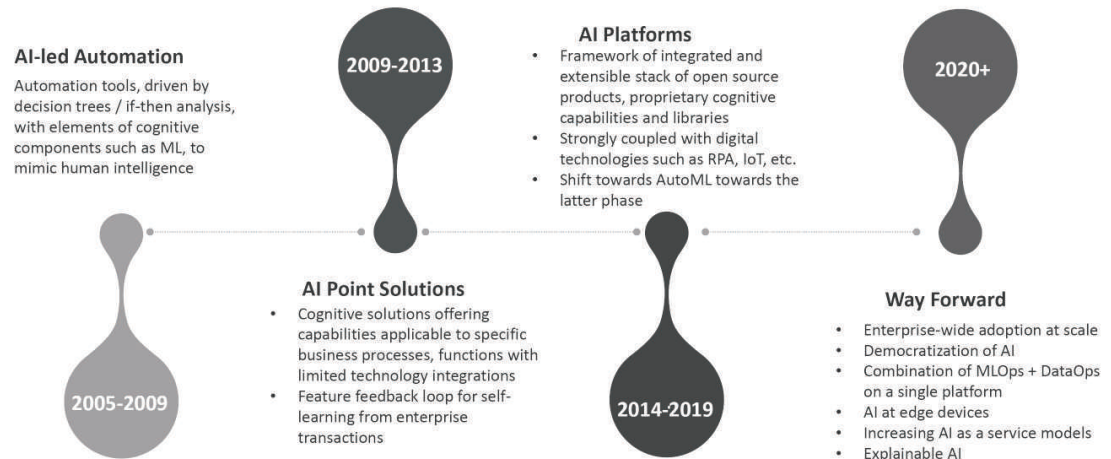 AI-led Automation
Automation tools, driven by
decision trees / if-then analysis,
with elements of cognitive
components such as ML, to
mimic human intelligence
2005-2009
2009-2013
AI Point Solutions
• Cognitive solutions offering
capabilities applicable to specific
business processes, functions with
limited technology integrations
• Feature feedback loop for self-
learning from enterprise
transactions
AI Platforms
• Framework of integrated and
extensible stack of open source
products, proprietary cognitive
capabilities and libraries
• Strongly coupled with digital
technologies such as RPA, IoT, etc.
• Shift towards AutoML towards the
latter phase
2014-2019
2020+
Way Forward
• Enterprise-wide adoption at scale
• Democratization of AI
• Combination of MLOps + DataOps
on a single platform
• AI at edge devices
• Increasing AI as a service models
• Explainable AI